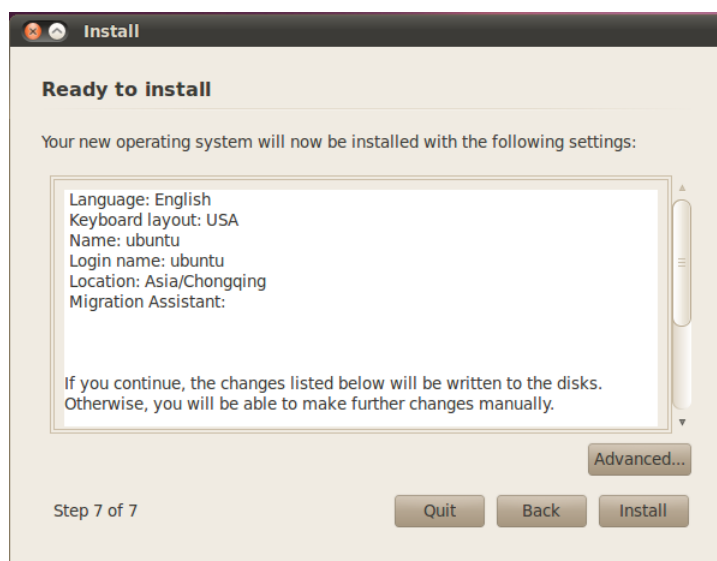 Install
Ready to install
Your new operating system will now be installed with the following settings:
Language: English
Keyboard layout: USA
Name: ubuntu
Login name: ubuntu
Location: Asia/Chongqing
Migration Assistant:
If you continue, the changes listed below will be written to the disks.
Otherwise, you will be able to make further changes manually.
Advanced...
Step 7 of 7 Quit Back Install